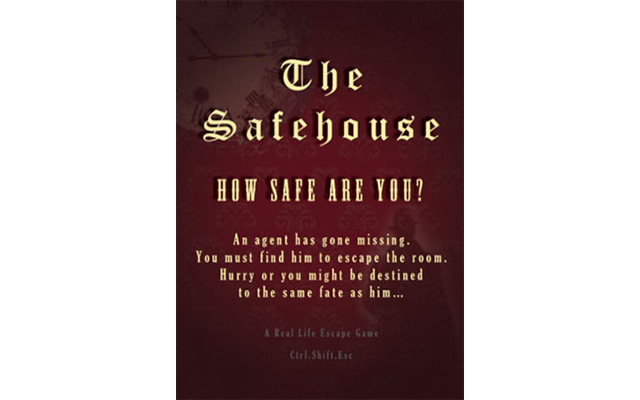 The
Safehouse
HOW SAFE ARE YOU?
An agent has gone missing.
You must find him to escape the room.
Hurry or you might be destined
to the same fate as him...
A Real Life Escape Game
Ctrl.Shift.Esc